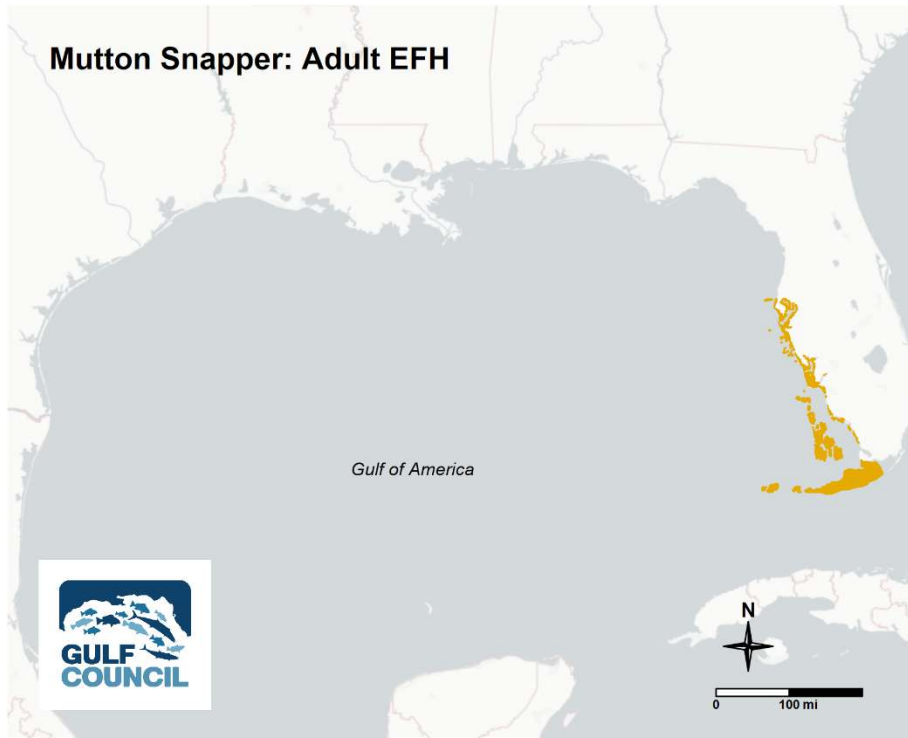 Mutton Snapper: Adult EFH
Gulf of America
GULF
COUNCIL
N
0 100 mi